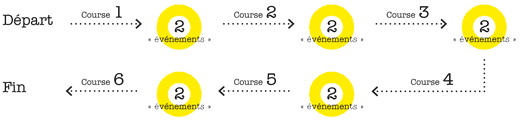 Départ Course 1 2 Course 2 2 Course 3 2
« événements » « événements » « événements »
Fin Course 6 2 Course 5 2 Course 4
« événements » « événements »